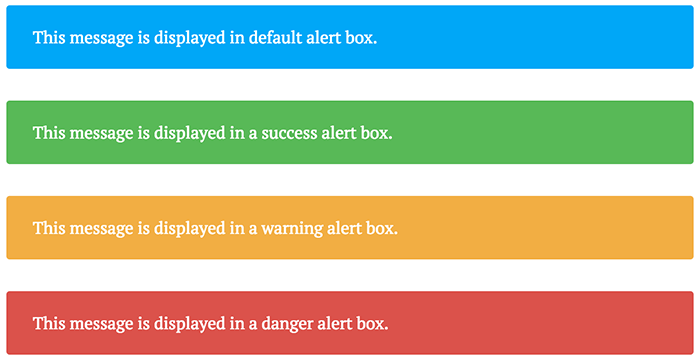 This message is displayed in default alert box.
This message is displayed in a success alert box.
This message is displayed in a warning alert box.
This message is displayed in a danger alert box.